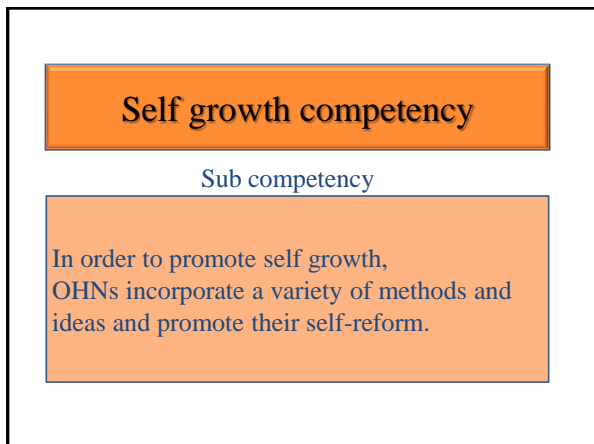 Self growth competency
Sub competency
In order to promote self growth,
OHNs incorporate a variety of methods and
ideas and promote their self-reform.